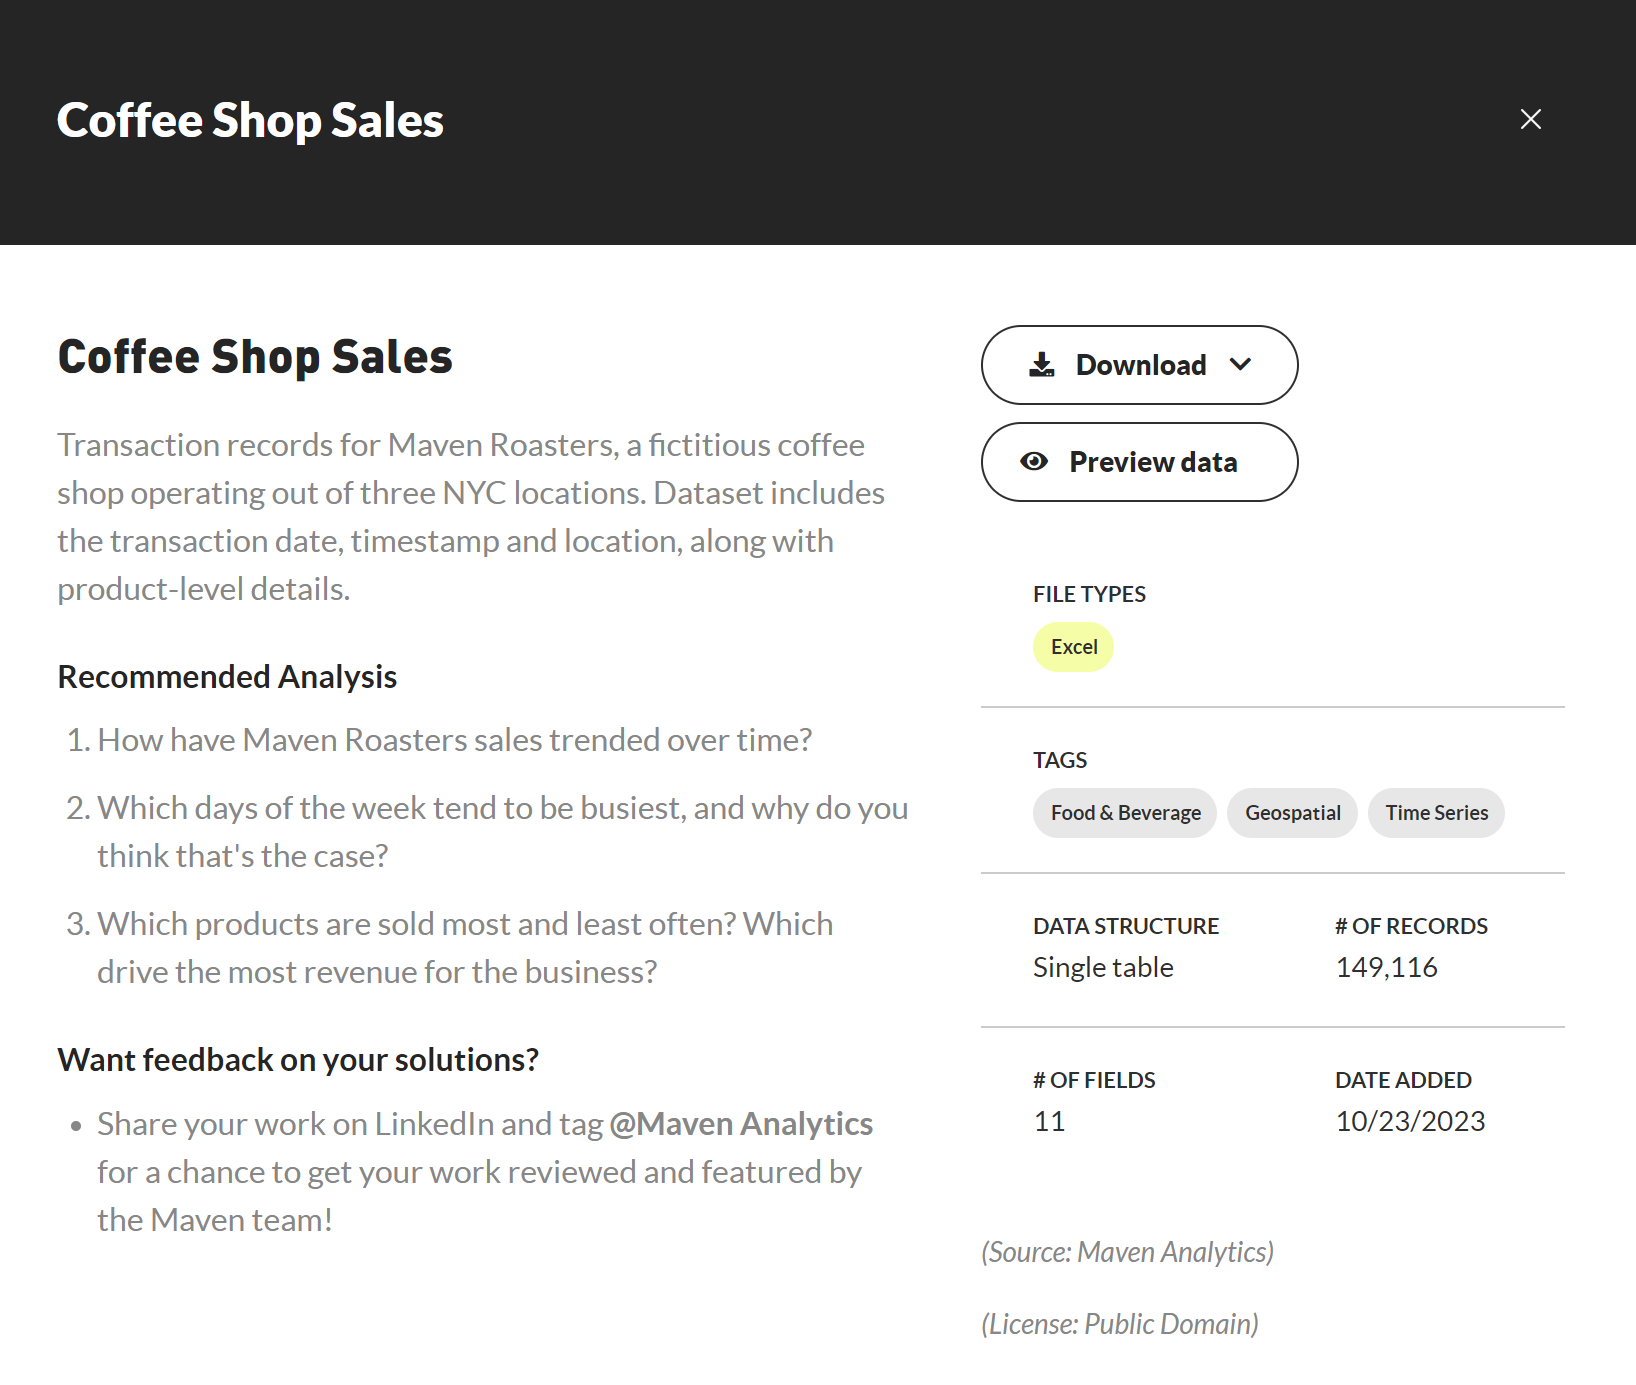 Coffee Shop Sales
Coffee Shop Sales
Transaction records for Maven Roasters, a fictitious coffee
shop operating out of three NYC locations. Dataset includes
the transaction date, timestamp and location, along with
product-level details.
Recommended Analysis
1. How have Maven Roasters sales trended over time?
2. Which days of the week tend to be busiest, and why do you
think that's the case?
3. Which products are sold most and least often? Which
drive the most revenue for the business?
Want feedback on your solutions?
• Share your work on LinkedIn and tag @Maven Analytics
for a chance to get your work reviewed and featured by
the Maven team!
Download
Preview data
FILE TYPES
Excel
TAGS
Food & Beverage Geospatial Time Series
DATA STRUCTURE
Single table
# OF RECORDS
149,116
# OF FIELDS
11
DATE ADDED
10/23/2023
(Source: Maven Analytics)
(License: Public Domain)